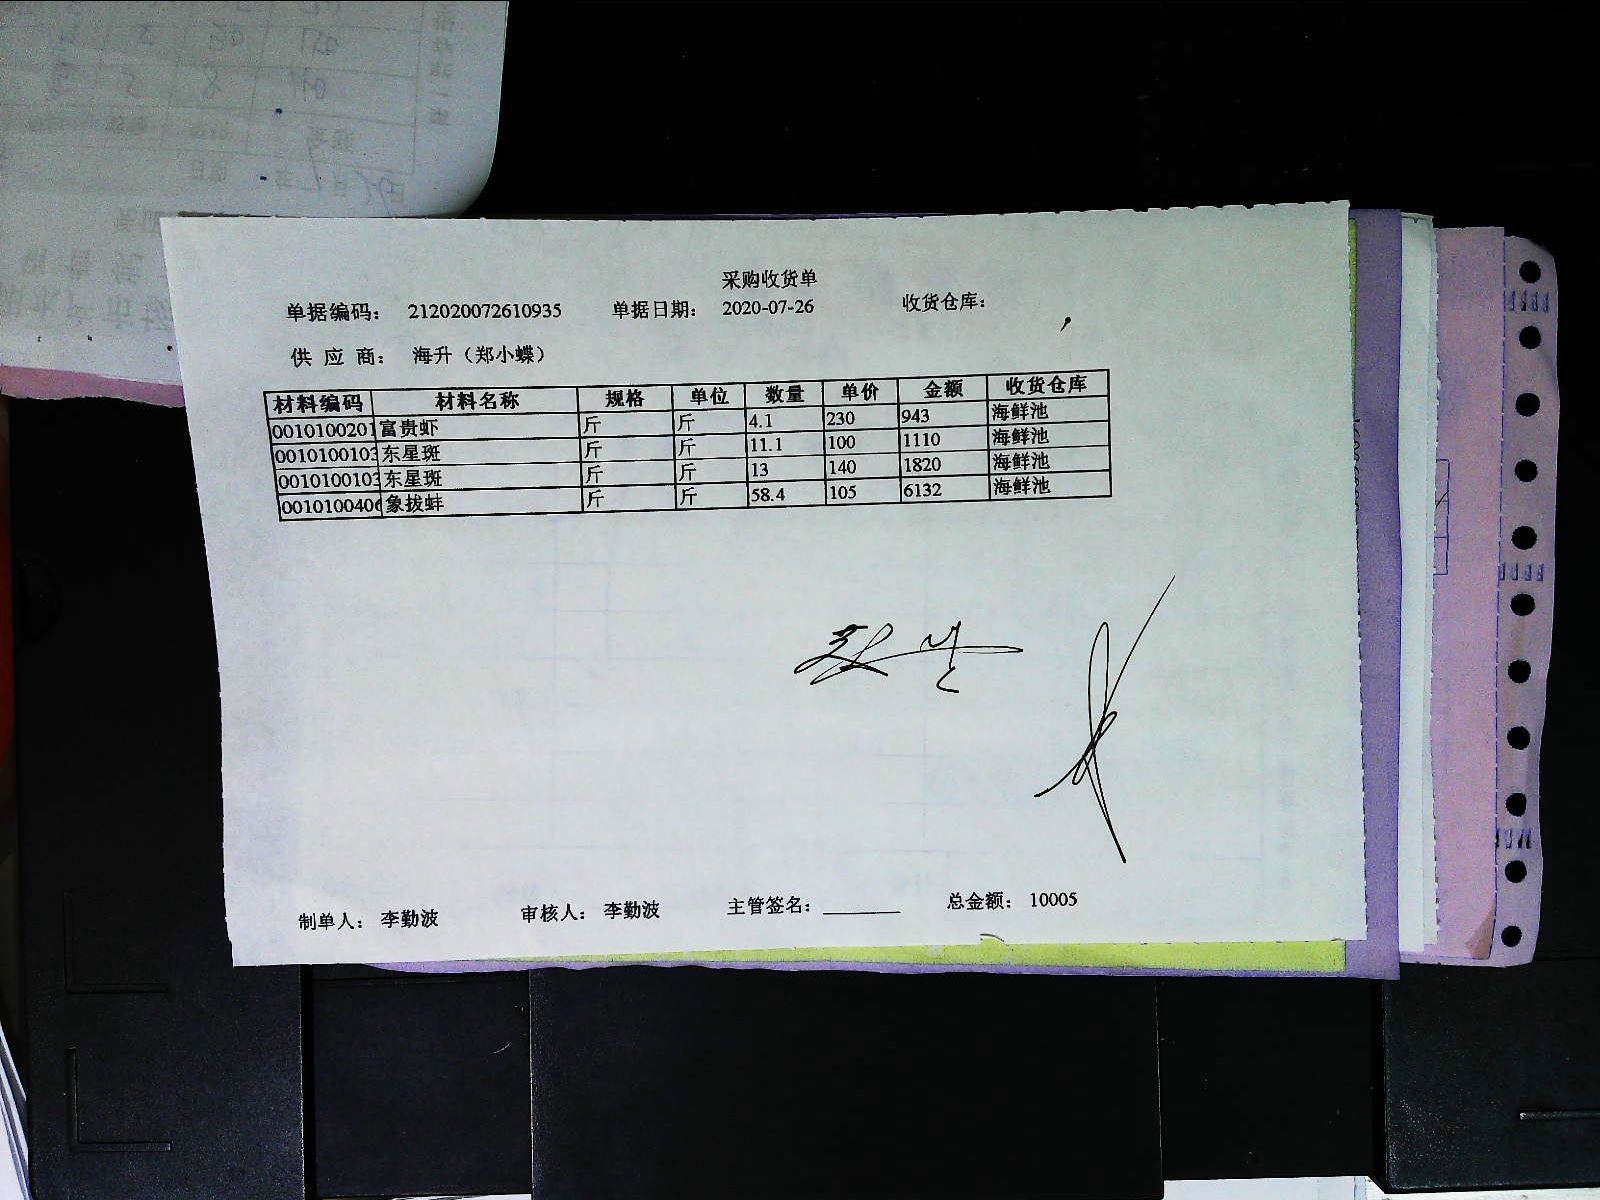 采购收货单
单据编码： 212020072610935 单据日期： 2020-07-26 收货仓库：
供 应 商： 海升（郑小蝶）
材料编码 材料名称 规格 单位 数量 单价 金额 收货仓库
0010100201 富贵虾 斤 斤 4.1 230 943 海鲜池
0010100103 东星斑 斤 斤 11.1 100 1110 海鲜池
0010100103 东星斑 斤 斤 13 140 1820 海鲜池
0010100406 象拔蚌 斤 斤 58.4 105 6132 海鲜池
制单人： 李勤波 审核人： 李勤波 主管签名： 总金额： 10005